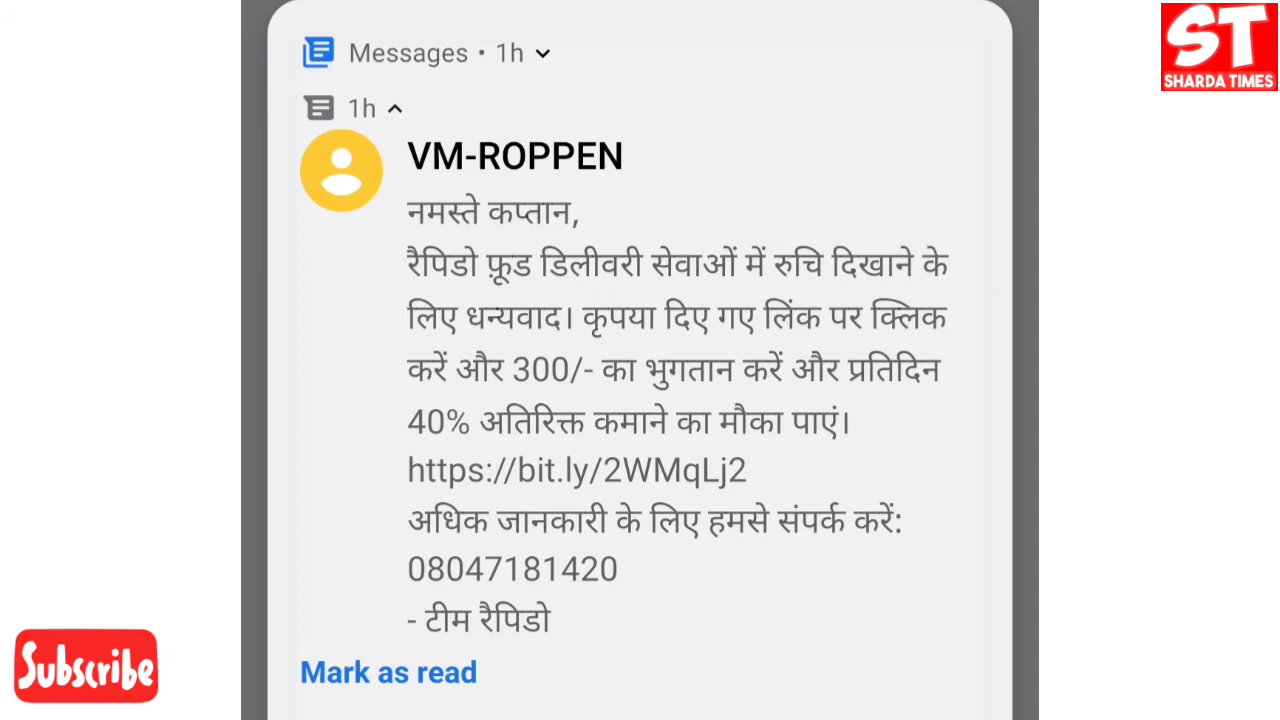 Messages • 1h
1h
VM-ROPPEN
नमस्ते कप्तान,
रैपिडो फ़ूड डिलीवरी सेवाओं में रुचि दिखाने के
लिए धन्यवाद। कृपया दिए गए लिंक पर क्लिक
करें और 300/- का भुगतान करें और प्रतिदिन
40% अतिरिक्त कमाने का मौका पाएं।
https://bit.ly/2WMqLj2
अधिक जानकारी के लिए हमसे संपर्क करें:
08047181420
- टीम रैपिडो
Mark as read
ST
SHARDA TIMES
Subscribe